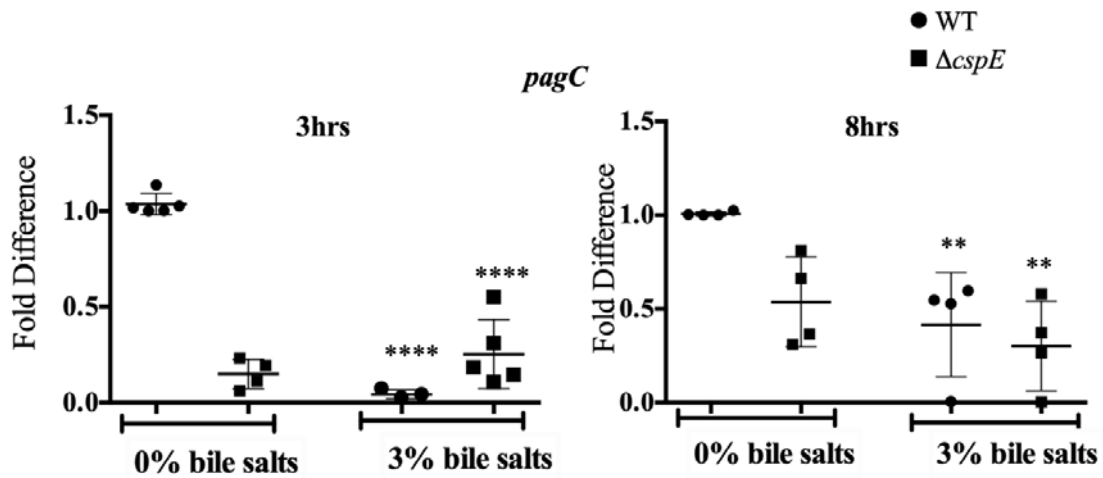 WT
ΔcspE
pagC
3hrs
Fold Difference
1.5
1.0
0.5
0.0
****
****
0% bile salts
3% bile salts
8hrs
Fold Difference
1.5
1.0
0.5
0.0
**
**
0% bile salts
3% bile salts